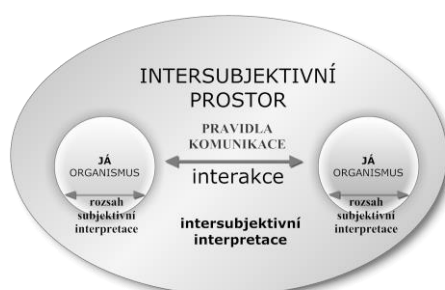 INTERSUBJEKTIVNÍ
PROSTOR
PRAVIDLA
KOMUNIKACE
interakce
JÁ
ORGANISMUS
rozsah
subjektivní
interpretace
JÁ
ORGANISMUS
rozsah
subjektivní
interpretace
intersubjektivní
interpretace